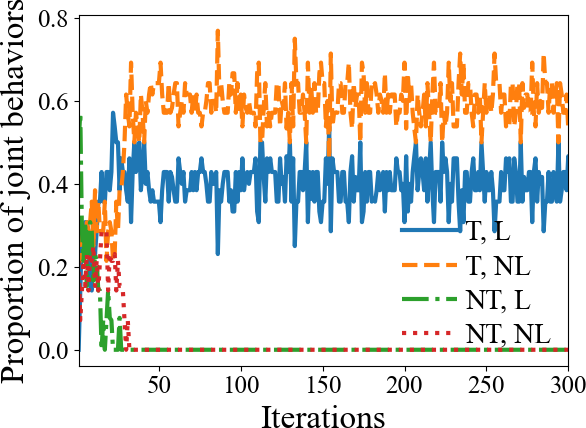 Proportion of joint behaviors
0.8
0.6
0.4
0.2
0.0
T, L
T, NL
NT, L
NT, NL
50
100
150
200
250
300
Iterations